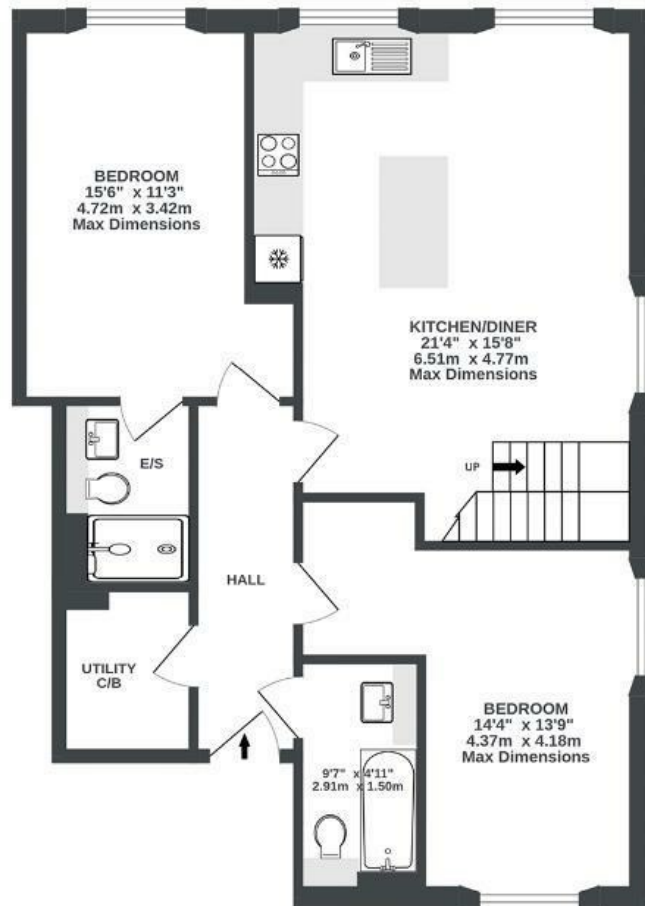 BEDROOM
15'6" x 11'3"
4.72m x 3.42m
Max Dimensions
KITCHEN/DINER
21'4" x 15'8"
6.51m x 4.77m
Max Dimensions
UP
E/S
HALL
UTILITY
C/B
BEDROOM
14'4" x 13'9"
4.37m x 4.18m
Max Dimensions
9'7" x 4'11"
2.91m x 1.50m